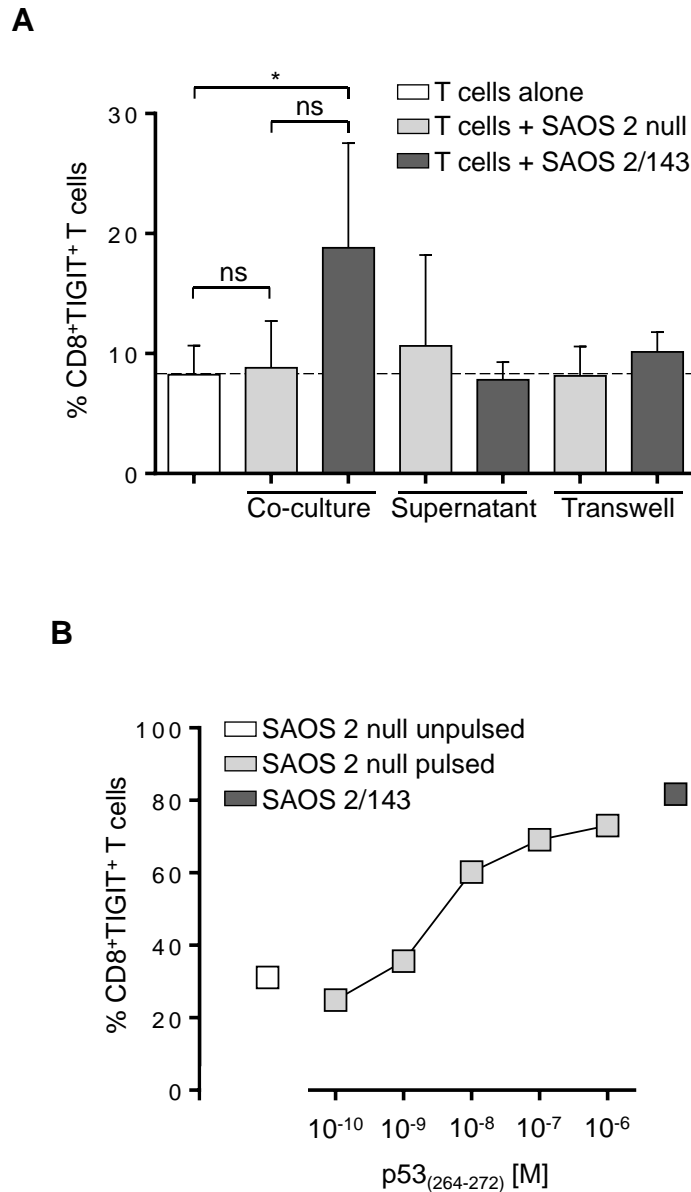 A
*
ns
ns
T cells alone
T cells + SAOS 2 null
T cells + SAOS 2/143
% CD8⁺TIGIT⁺ T cells
30
20
10
0
Co-culture Supernatant Transwell
B
SAOS 2 null unpulsed
SAOS 2 null pulsed
SAOS 2/143
% CD8⁺TIGIT⁺ T cells
100
80
60
40
20
0
10⁻¹⁰ 10⁻⁹ 10⁻⁸ 10⁻⁷ 10⁻⁶
p53₍₂₆₄₋₂₇₂₎ [M]